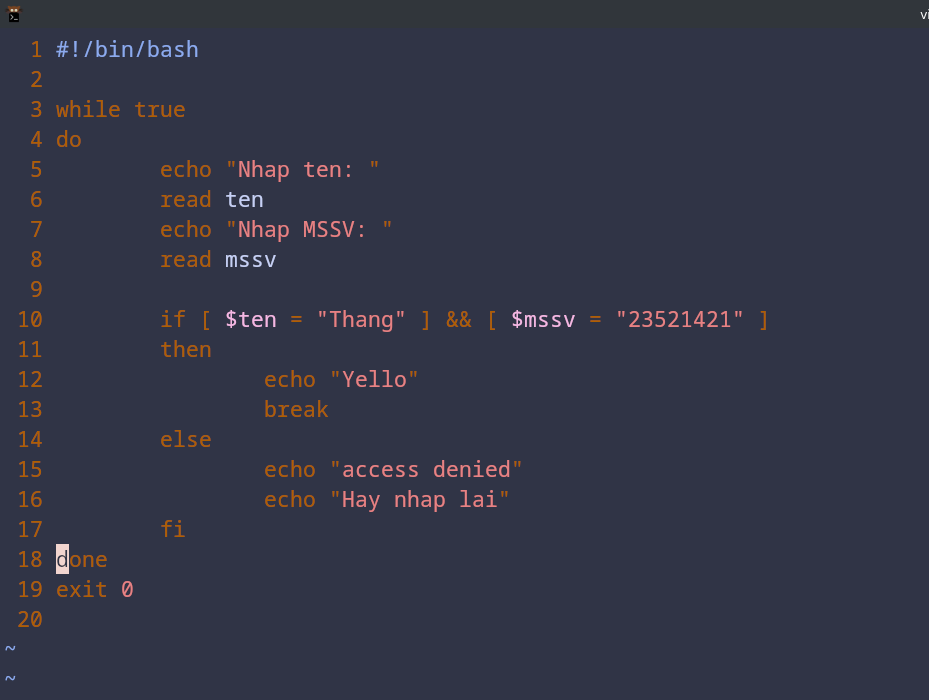 vi
1 #!/bin/bash
2
3 while true
4 do
5 echo "Nhap ten: "
6 read ten
7 echo "Nhap MSSV: "
8 read mssv
9
10 if [ $ten = "Thang" ] && [ $mssv = "23521421" ]
11 then
12 echo "Yello"
13 break
14 else
15 echo "access denied"
16 echo "Hay nhap lai"
17 fi
18 done
19 exit 0
20
~
~